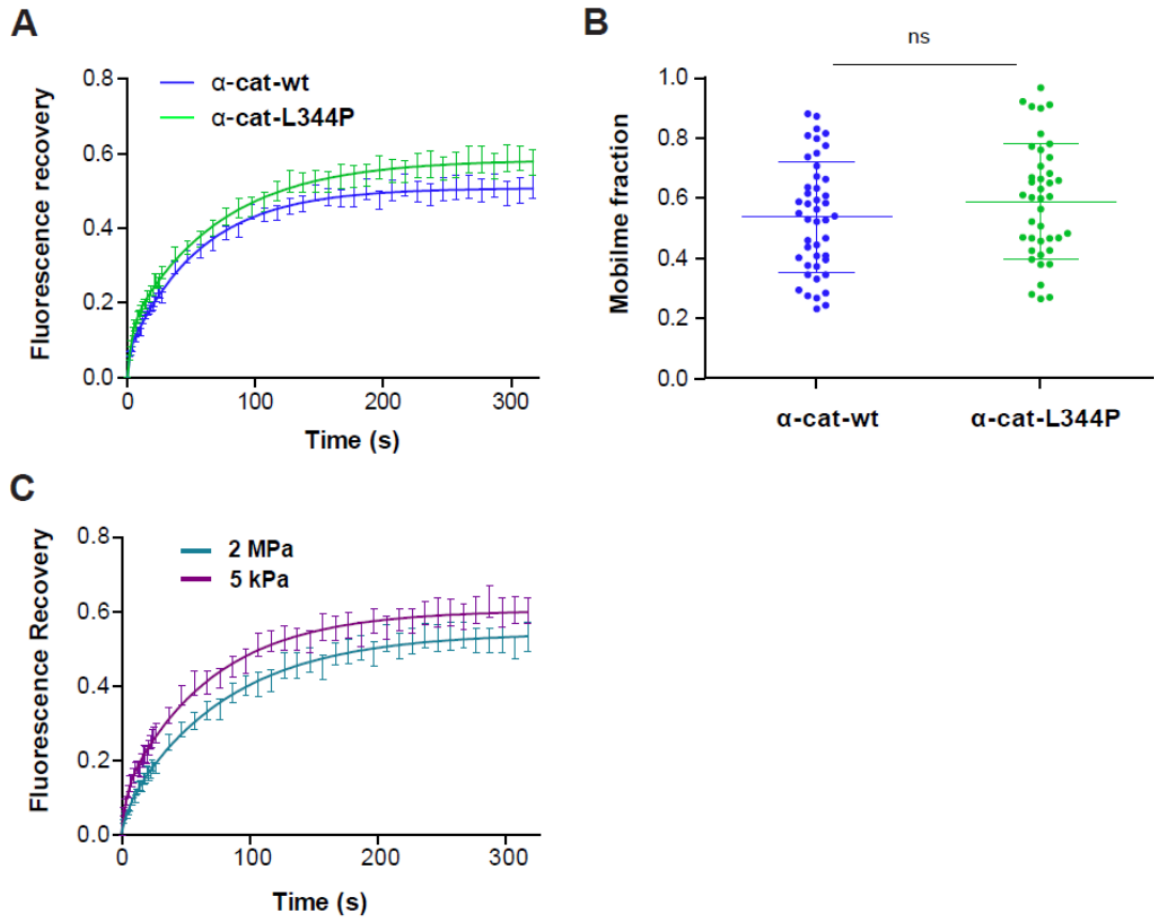 A
α-cat-wt
α-cat-L344P
Fluorescence recovery
0.8
0.6
0.4
0.2
0.0
0 100 200 300
Time (s)
B
ns
Mobilme fraction
1.0
0.8
0.6
0.4
0.2
0.0
α-cat-wt α-cat-L344P
C
2 MPa
5 kPa
Fluorescence Recovery
0.8
0.6
0.4
0.2
0.0
0 100 200 300
Time (s)